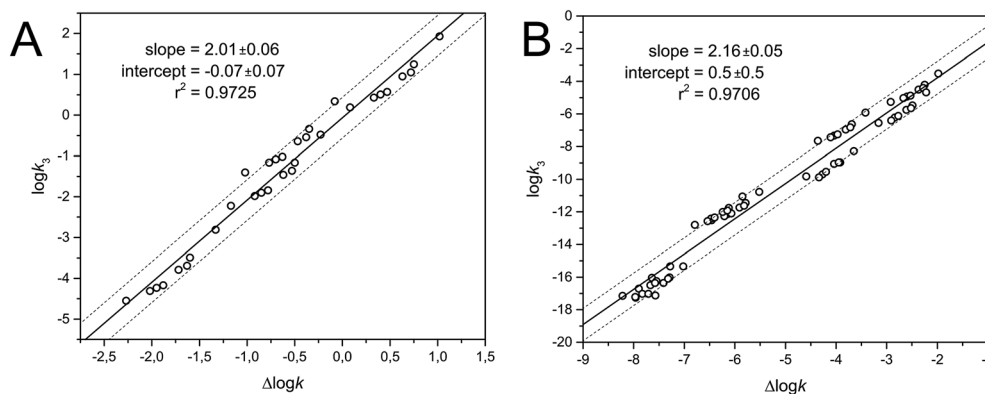 A
slope = 2.01±0.06
intercept = -0.07±0.07
r² = 0.9725
logk₃
2
1
0
-1
-2
-3
-4
-5
-2,5 -2,0 -1,5 -1,0 -0,5 0,0 0,5 1,0 1,5
Δlogk
B
slope = 2.16±0.05
intercept = 0.5±0.5
r² = 0.9706
logk₃
0
-2
-4
-6
-8
-10
-12
-14
-16
-18
-20
-9 -8 -7 -6 -5 -4 -3 -2
Δlogk